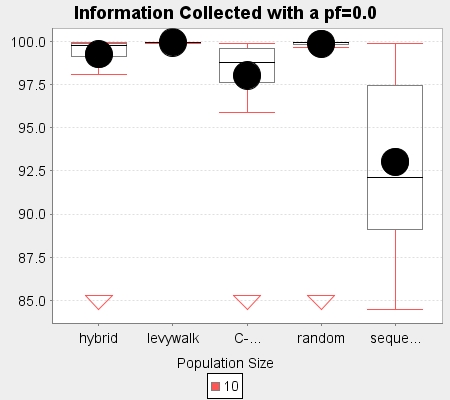 Information Collected with a pf=0.0
100.0
97.5
95.0
92.5
90.0
87.5
85.0
hybrid levywalk C-... random seque...
Population Size
10